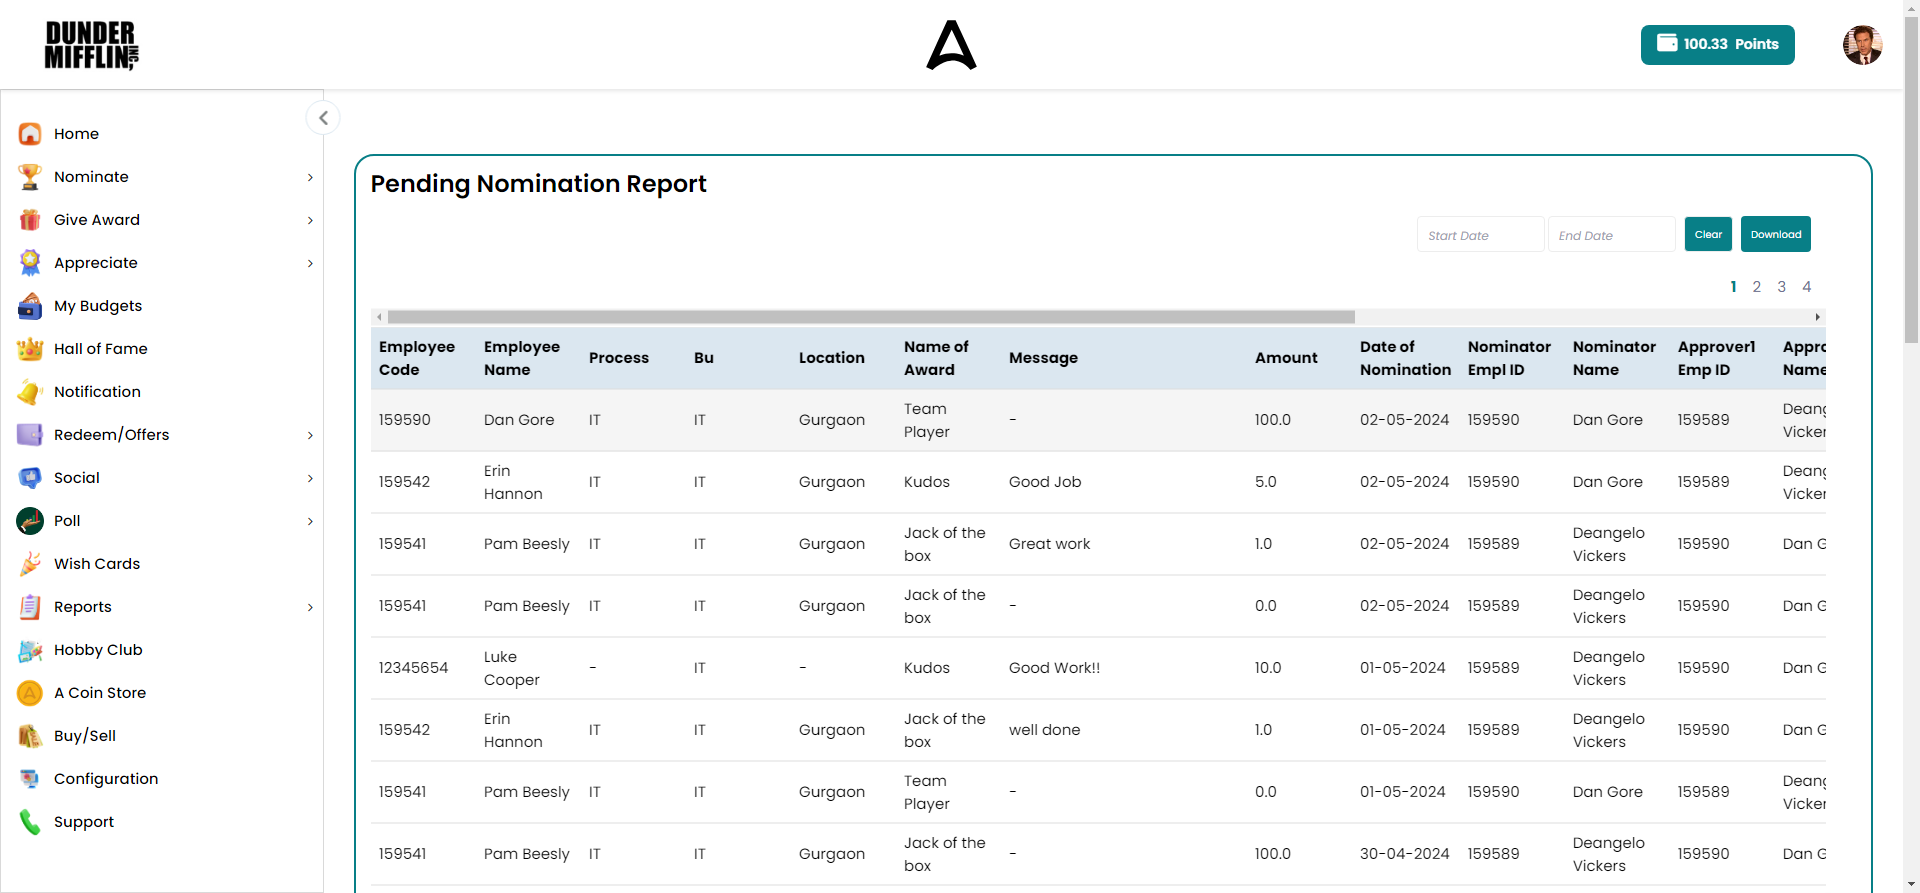 DUNDER
MIFFLIN INC,
100.33 Points
Home
Nominate
Give Award
Appreciate
My Budgets
Hall of Fame
Notification
Redeem/Offers
Social
Poll
Wish Cards
Reports
Hobby Club
A Coin Store
Buy/Sell
Configuration
Support
Pending Nomination Report
Start Date End Date Clear Download
1 2 3 4
Employee Code Employee Name Process Bu Location Name of Award Message Amount Date of Nomination Nominator Empl ID Nominator Name Approver1 Emp ID Appro Name
159590 Dan Gore IT IT Gurgaon Team Player - 100.0 02-05-2024 159590 Dan Gore 159589 Deang Vicker
159542 Erin Hannon IT IT Gurgaon Kudos Good Job 5.0 02-05-2024 159590 Dan Gore 159589 Deang Vicker
159541 Pam Beesly IT IT Gurgaon Jack of the box Great work 1.0 02-05-2024 159589 Deangelo Vickers 159590 Dan G
159541 Pam Beesly IT IT Gurgaon Jack of the box - 0.0 02-05-2024 159589 Deangelo Vickers 159590 Dan G
12345654 Luke Cooper - IT - Kudos Good Work!! 10.0 01-05-2024 159589 Deangelo Vickers 159590 Dan G
159542 Erin Hannon IT IT Gurgaon Jack of the box well done 1.0 01-05-2024 159589 Deangelo Vickers 159590 Dan G
159541 Pam Beesly IT IT Gurgaon Team Player - 0.0 01-05-2024 159590 Dan Gore 159589 Deang Vicker
159541 Pam Beesly IT IT Gurgaon Jack of the box - 100.0 30-04-2024 159589 Deangelo Vickers 159590 Dan G